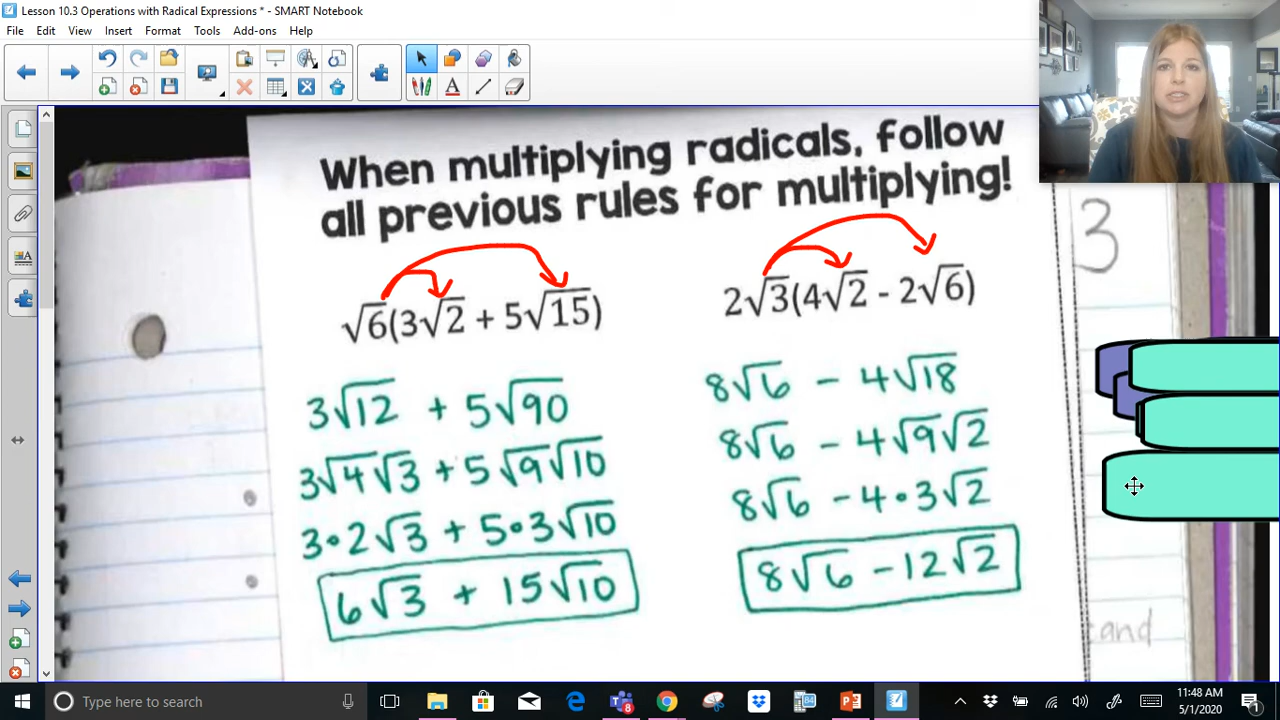 Lesson 10.3 Operations with Radical Expressions * - SMART Notebook
File Edit View Insert Format Tools Add-ons Help
When multiplying radicals, follow
all previous rules for multiplying!
√6(3√2 + 5√15)
3√12 + 5√90
3√4√3 + 5√9√10
3•2√3 + 5•3√10
6√3 + 15√10
2√3(4√2 - 2√6)
8√6 - 4√18
8√6 - 4√9√2
8√6 - 4•3√2
8√6 - 12√2
3
and
Type here to search
8
11:48 AM
5/1/2020
1